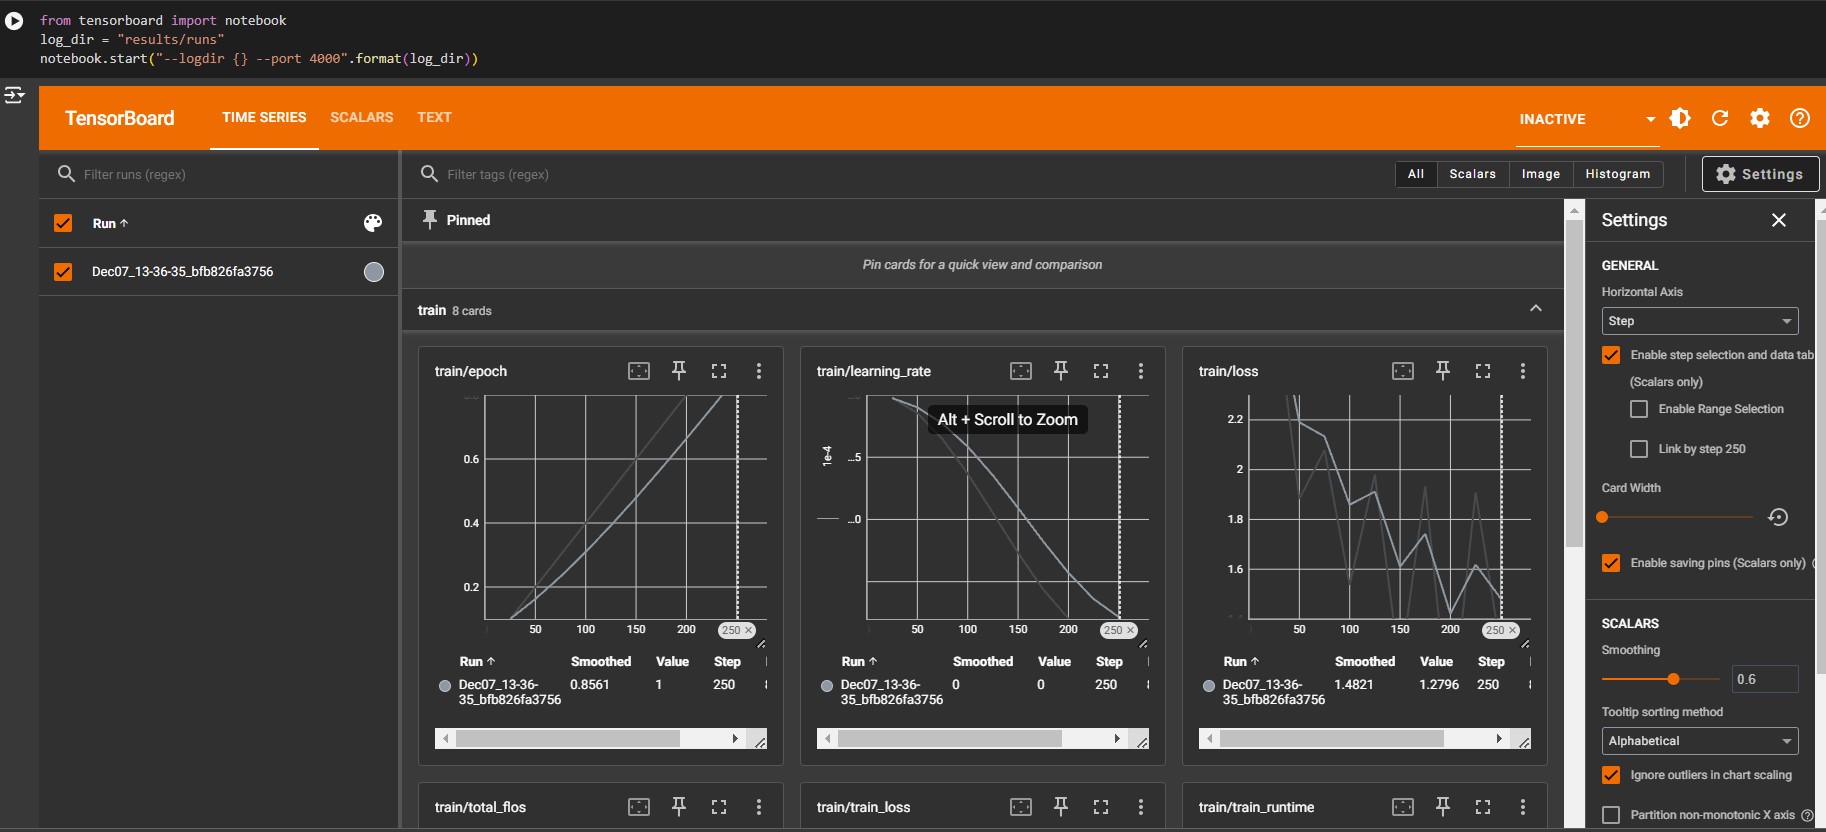 from tensorboard import notebook
log_dir = "results/runs"
notebook.start("--logdir {} --port 4000".format(log_dir))
TensorBoard TIME SERIES SCALARS TEXT INACTIVE
Filter runs (regex)
Filter tags (regex)
All Scalars Image Histogram
Settings
Run ↑
Dec07_13-36-35_bfb826fa3756
Pinned
Pin cards for a quick view and comparison
train 8 cards
train/epoch
0.6
0.4
0.2
50 100 150 200 250 ×
Run ↑ Smoothed Value Step
Dec07_13-36- 0.8561 1 250
35_bfb826fa3756
train/learning_rate
Alt + Scroll to Zoom
1e-4
...5
...0
50 100 150 200 250 ×
Run ↑ Smoothed Value Step
Dec07_13-36- 0 0 250
35_bfb826fa3756
train/loss
2.2
2
1.8
1.6
50 100 150 200 250 ×
Run ↑ Smoothed Value Step
Dec07_13-36- 1.4821 1.2796 250
35_bfb826fa3756
train/total_flos
train/train_loss
train/train_runtime
Settings
GENERAL
Horizontal Axis
Step
Enable step selection and data tab
(Scalars only)
Enable Range Selection
Link by step 250
Card Width
Enable saving pins (Scalars only)
SCALARS
Smoothing
0.6
Tooltip sorting method
Alphabetical
Ignore outliers in chart scaling
Partition non-monotonic X axis